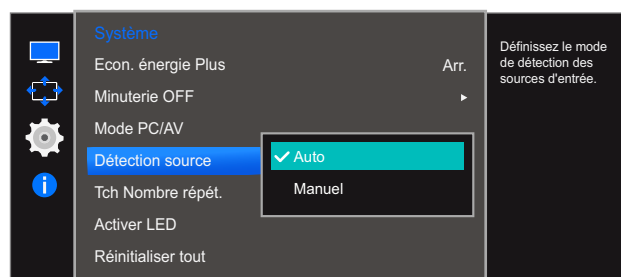 Système
Econ. énergie Plus Arr.
Minuterie OFF
Mode PC/AV
Détection source
Auto
Manuel
Tch Nombre répét.
Activer LED
Réinitialiser tout
Définissez le mode
de détection des
sources d'entrée.